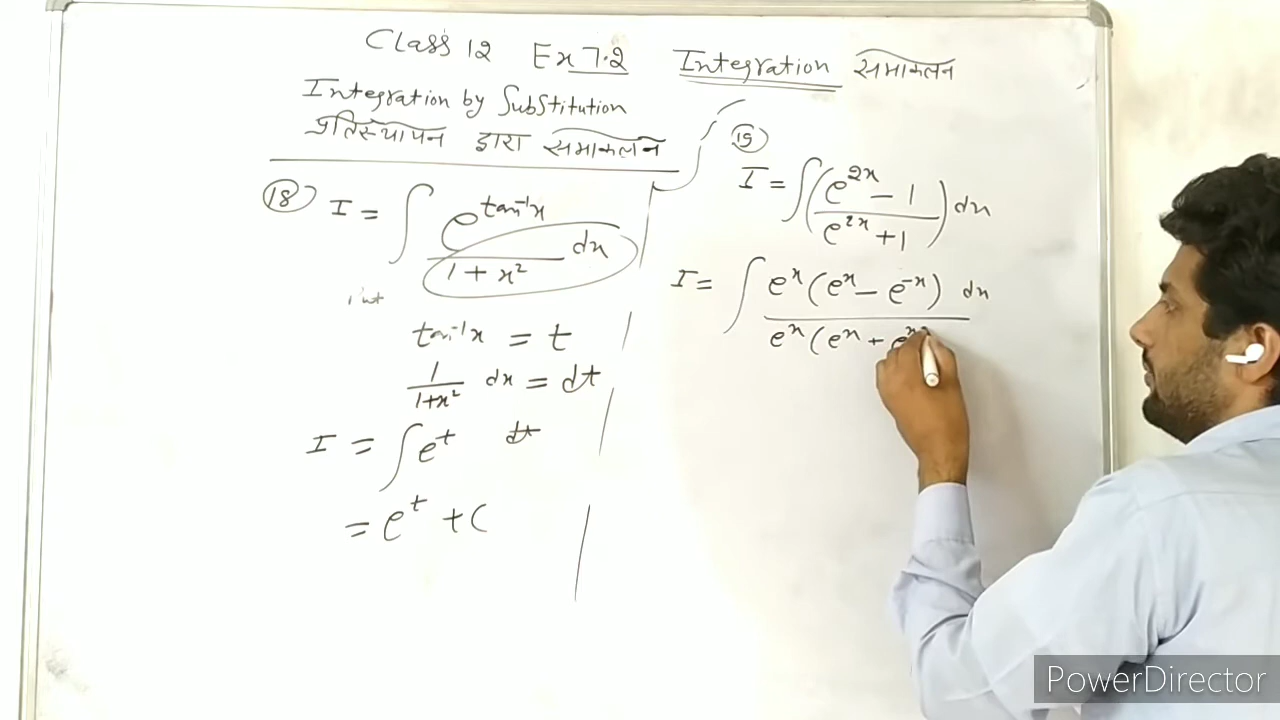 Class 12 Ex 7.2 Integration समाकलन
Integration by Substitution
प्रतिस्थापन द्वारा समाकलन
(18) I = ∫ e^{tan⁻¹x} / 1 + x² dx
tan⁻¹x = t
1 / 1+x² dx = dt
I = ∫ e^t dt
= e^t + C
I = ∫ (e^{2x} - 1 / e^{2x} + 1) dx
I = ∫ e^x (e^x - e^{-x}) dx / e^x (e^x +
PowerDirector